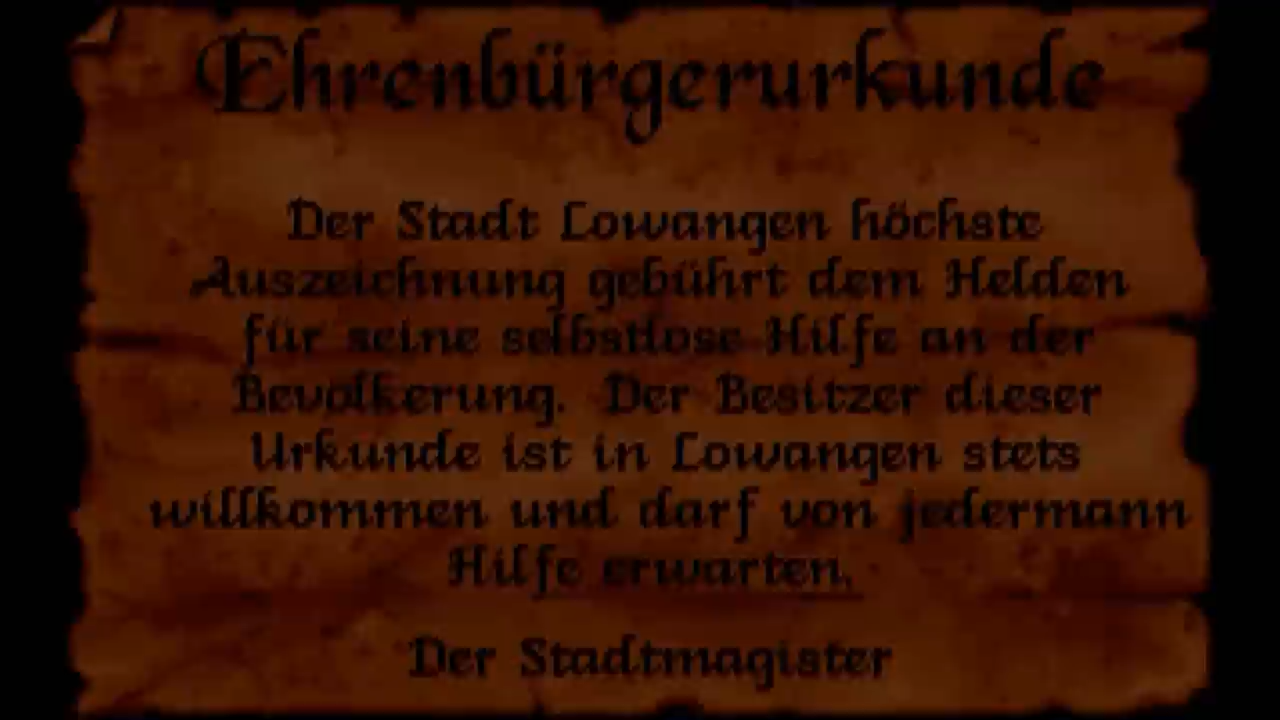 Ehrenbürgerurkunde
Der Stadt Lowangen höchste
Auszeichnung gebührt dem Helden
für seine selbstlose Hilfe an der
Bevölkerung. Der Besitzer dieser
Urkunde ist in Lowangen stets
willkommen und darf von jedermann
Hilfe erwarten.
Der Stadtmagister